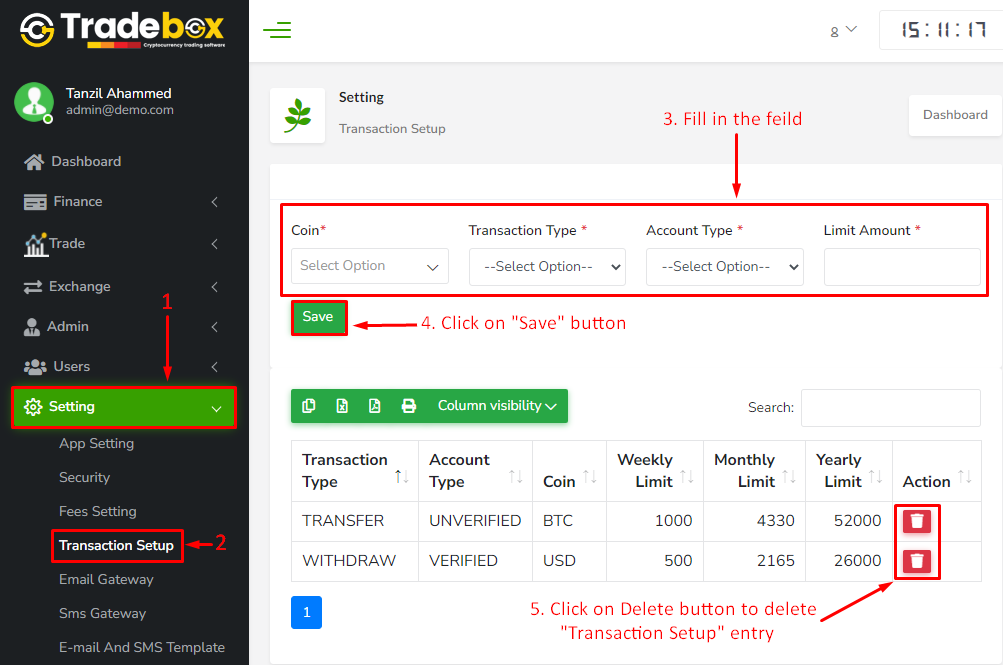 Tradebox
Cryptocurrency trading software
15:11:17
Tanzil Ahammed
admin@demo.com
Dashboard
Finance
Trade
Exchange
1
Admin
Users
Setting
App Setting
Security
Fees Setting
Transaction Setup
2
Email Gateway
Sms Gateway
E-mail And SMS Template
Setting
Transaction Setup
Dashboard
3. Fill in the feild
Coin* Transaction Type * Account Type * Limit Amount *
Select Option --Select Option-- --Select Option--
Save
4. Click on "Save" button
Column visibility
Search:
Transaction Type Account Type Coin Weekly Limit Monthly Limit Yearly Limit Action
TRANSFER UNVERIFIED BTC 1000 4330 52000
WITHDRAW VERIFIED USD 500 2165 26000
1
5. Click on Delete button to delete
"Transaction Setup" entry